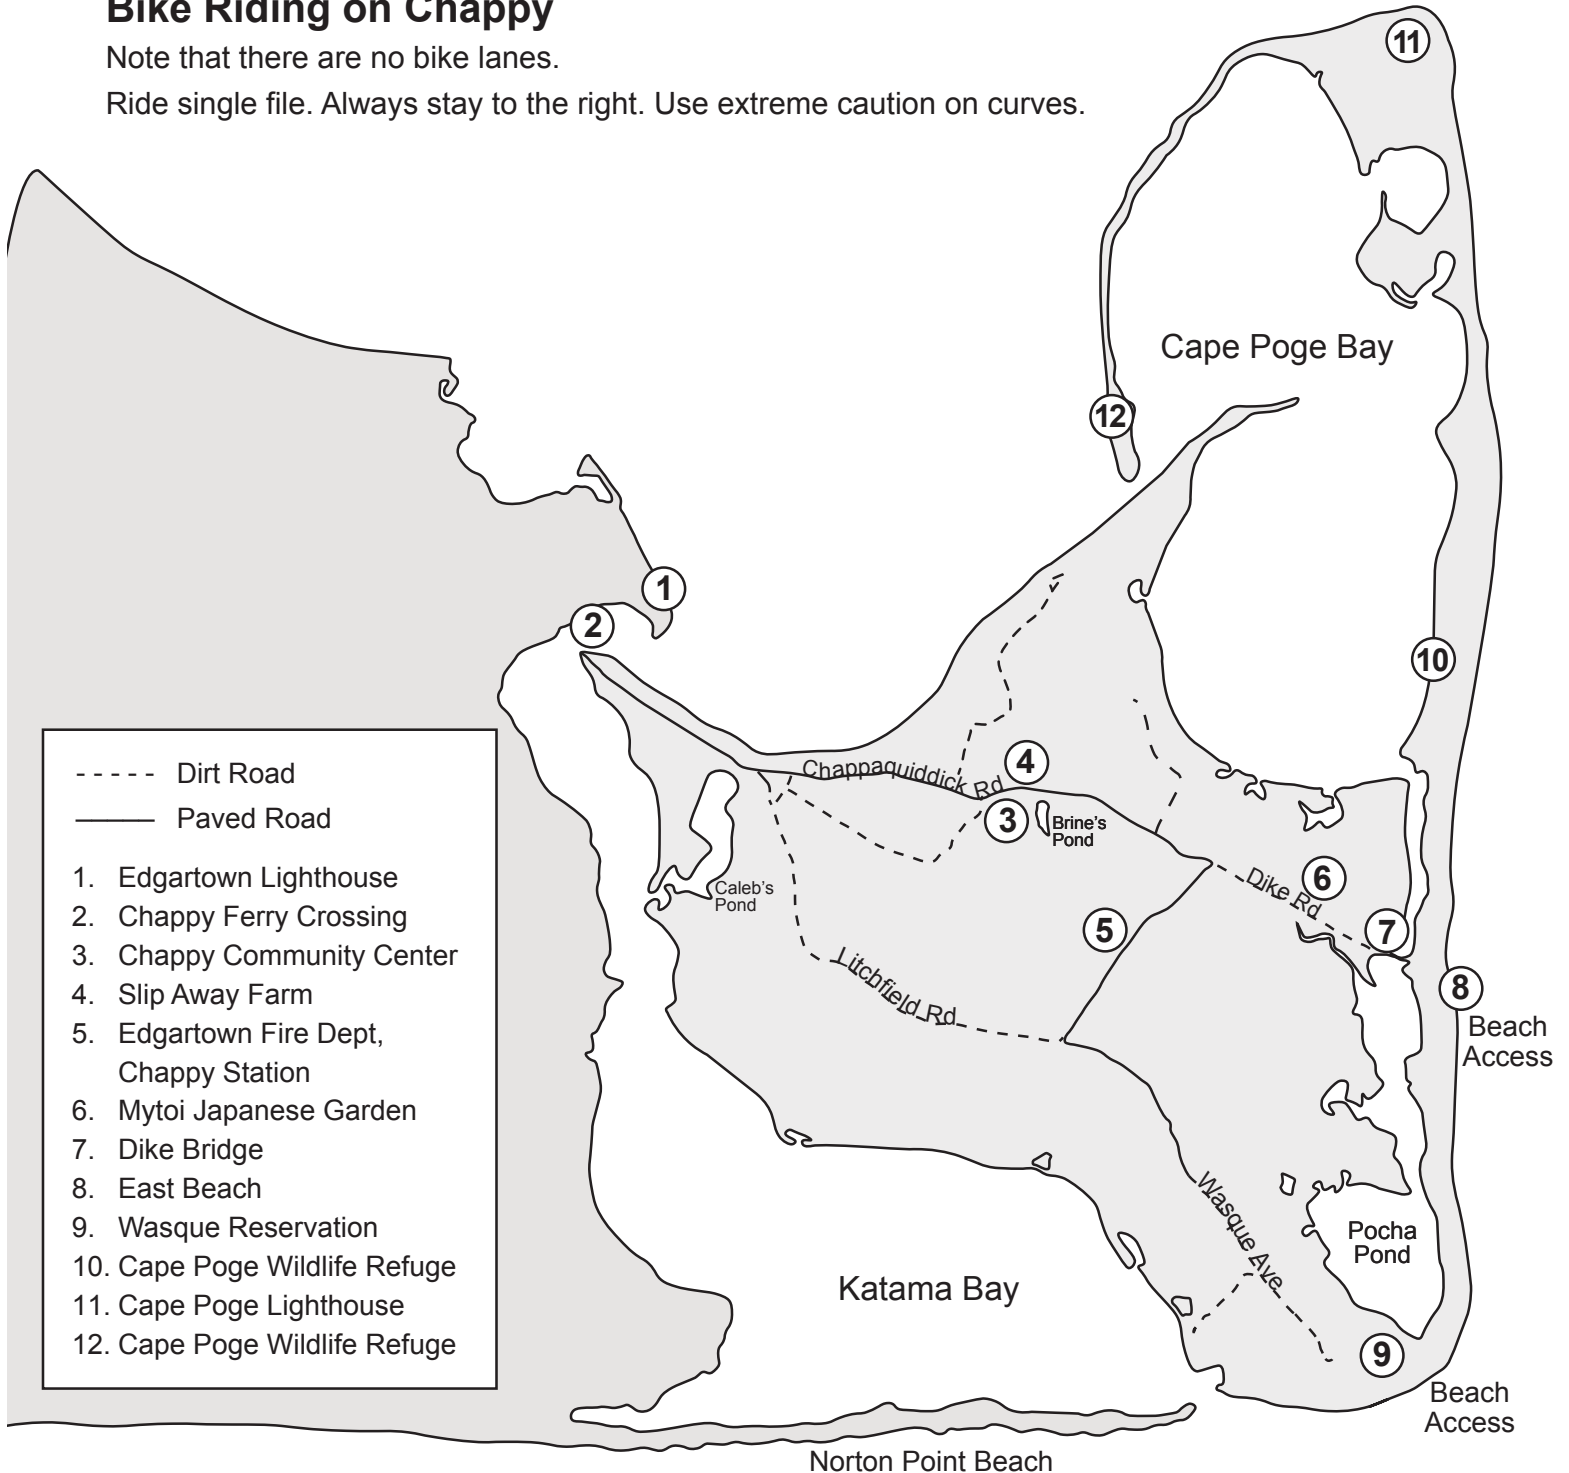 Bike Riding on Chappy
Note that there are no bike lanes.
Ride single file. Always stay to the right. Use extreme caution on curves.
11
Cape Poge Bay
12
1
2
10
4
Chappaquiddick Rd
3
Brine's
Pond
6
Dike Rd
Caleb's
Pond
5
7
Litchfield Rd
8
Beach
Access
Wasque Ave
Pocha
Pond
Katama Bay
9
Beach
Access
Norton Point Beach
----- Dirt Road
Paved Road
1. Edgartown Lighthouse
2. Chappy Ferry Crossing
3. Chappy Community Center
4. Slip Away Farm
5. Edgartown Fire Dept,
Chappy Station
6. Mytoi Japanese Garden
7. Dike Bridge
8. East Beach
9. Wasque Reservation
10. Cape Poge Wildlife Refuge
11. Cape Poge Lighthouse
12. Cape Poge Wildlife Refuge